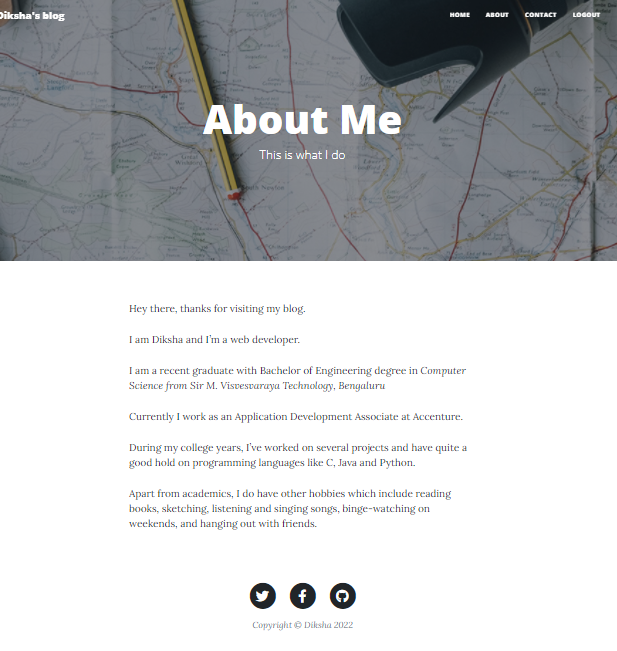 Diksha's blog
HOME ABOUT CONTACT LOGOUT
About Me
This is what I do
Hey there, thanks for visiting my blog.
I am Diksha and I'm a web developer.
I am a recent graduate with Bachelor of Engineering degree in Computer
Science from Sir M. Visvesvaraya Technology, Bengaluru
Currently I work as an Application Development Associate at Accenture.
During my college years, I've worked on several projects and have quite a
good hold on programming languages like C, Java and Python.
Apart from academics, I do have other hobbies which include reading
books, sketching, listening and singing songs, binge-watching on
weekends, and hanging out with friends.
Copyright © Diksha 2022